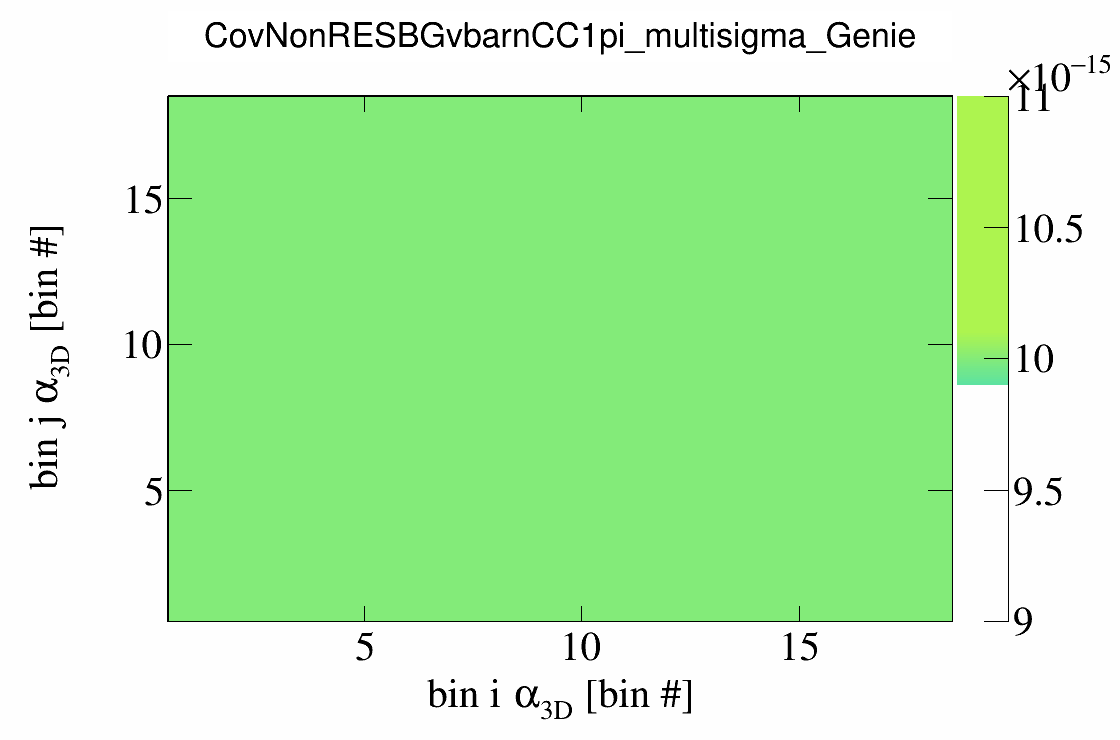 CovNonRESBGvbarnCC1pi_multisigma_Genie
×10⁻¹⁵
11
10.5
10
9.5
9
15
10
5
bin j α3D [bin #]
5 10 15
bin i α3D [bin #]